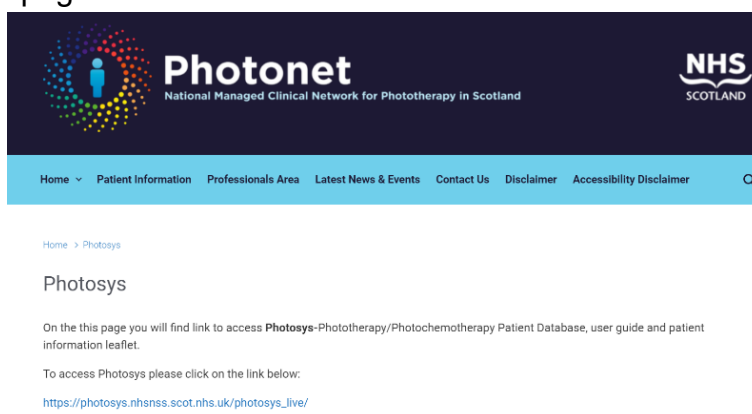 Photonet
National Managed Clinical Network for Phototherapy in Scotland
NHS
SCOTLAND
Home Patient Information Professionals Area Latest News & Events Contact Us Disclaimer Accessibility Disclaimer
Home > Photosys
Photosys
On the this page you will find link to access Photosys-Phototherapy/Photochemotherapy Patient Database, user guide and patient
information leaflet.
To access Photosys please click on the link below:
https://photosys.nhsnss.scot.nhs.uk/photosys_live/